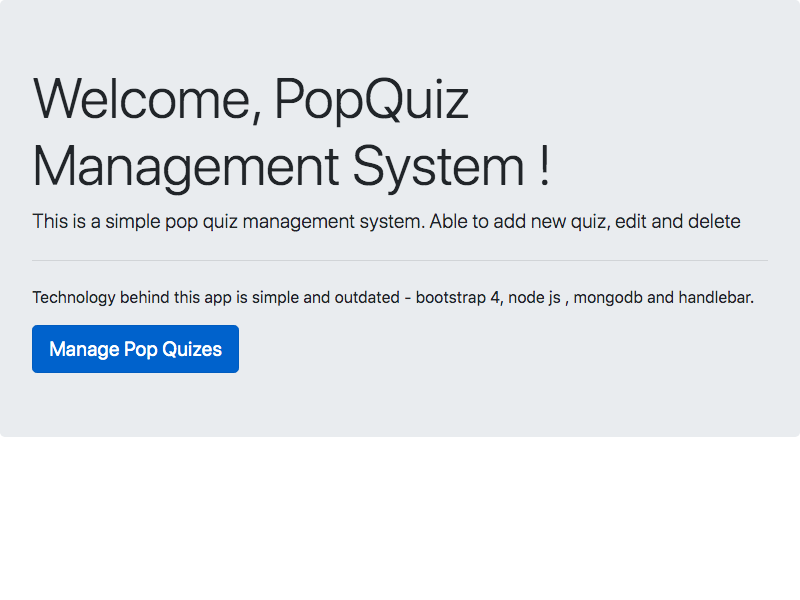 Welcome, PopQuiz
Management System !
This is a simple pop quiz management system. Able to add new quiz, edit and delete
Technology behind this app is simple and outdated - bootstrap 4, node js , mongodb and handlebar.
Manage Pop Quizes